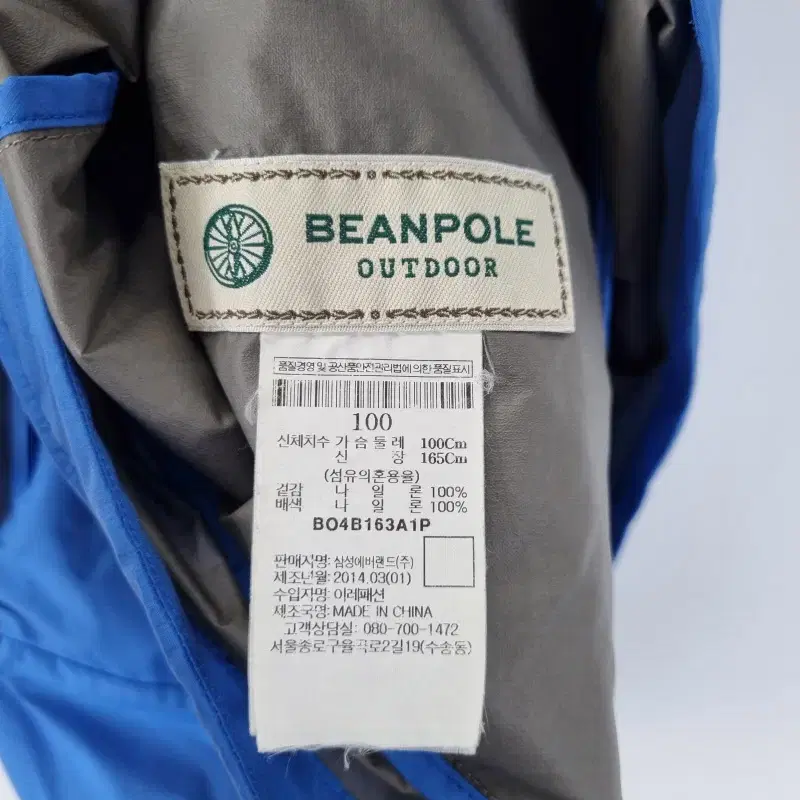 BEANPOLE
OUTDOOR
품질경영 및 공산품안전관리법에 의한 품질표시
100
신체치수 가 슴 둘 레 100Cm
신 장 165Cm
(섬유의혼용율)
겉감 나 일 론 100%
배색 나 일 론 100%
BO4B163A1P
판매자명: 삼성에버랜드(주)
제조년월: 2014.03(01)
수입자명: 이레패션
제조국명: MADE IN CHINA
고객상담실: 080-700-1472
서울종로구율곡로2길19(수송동)